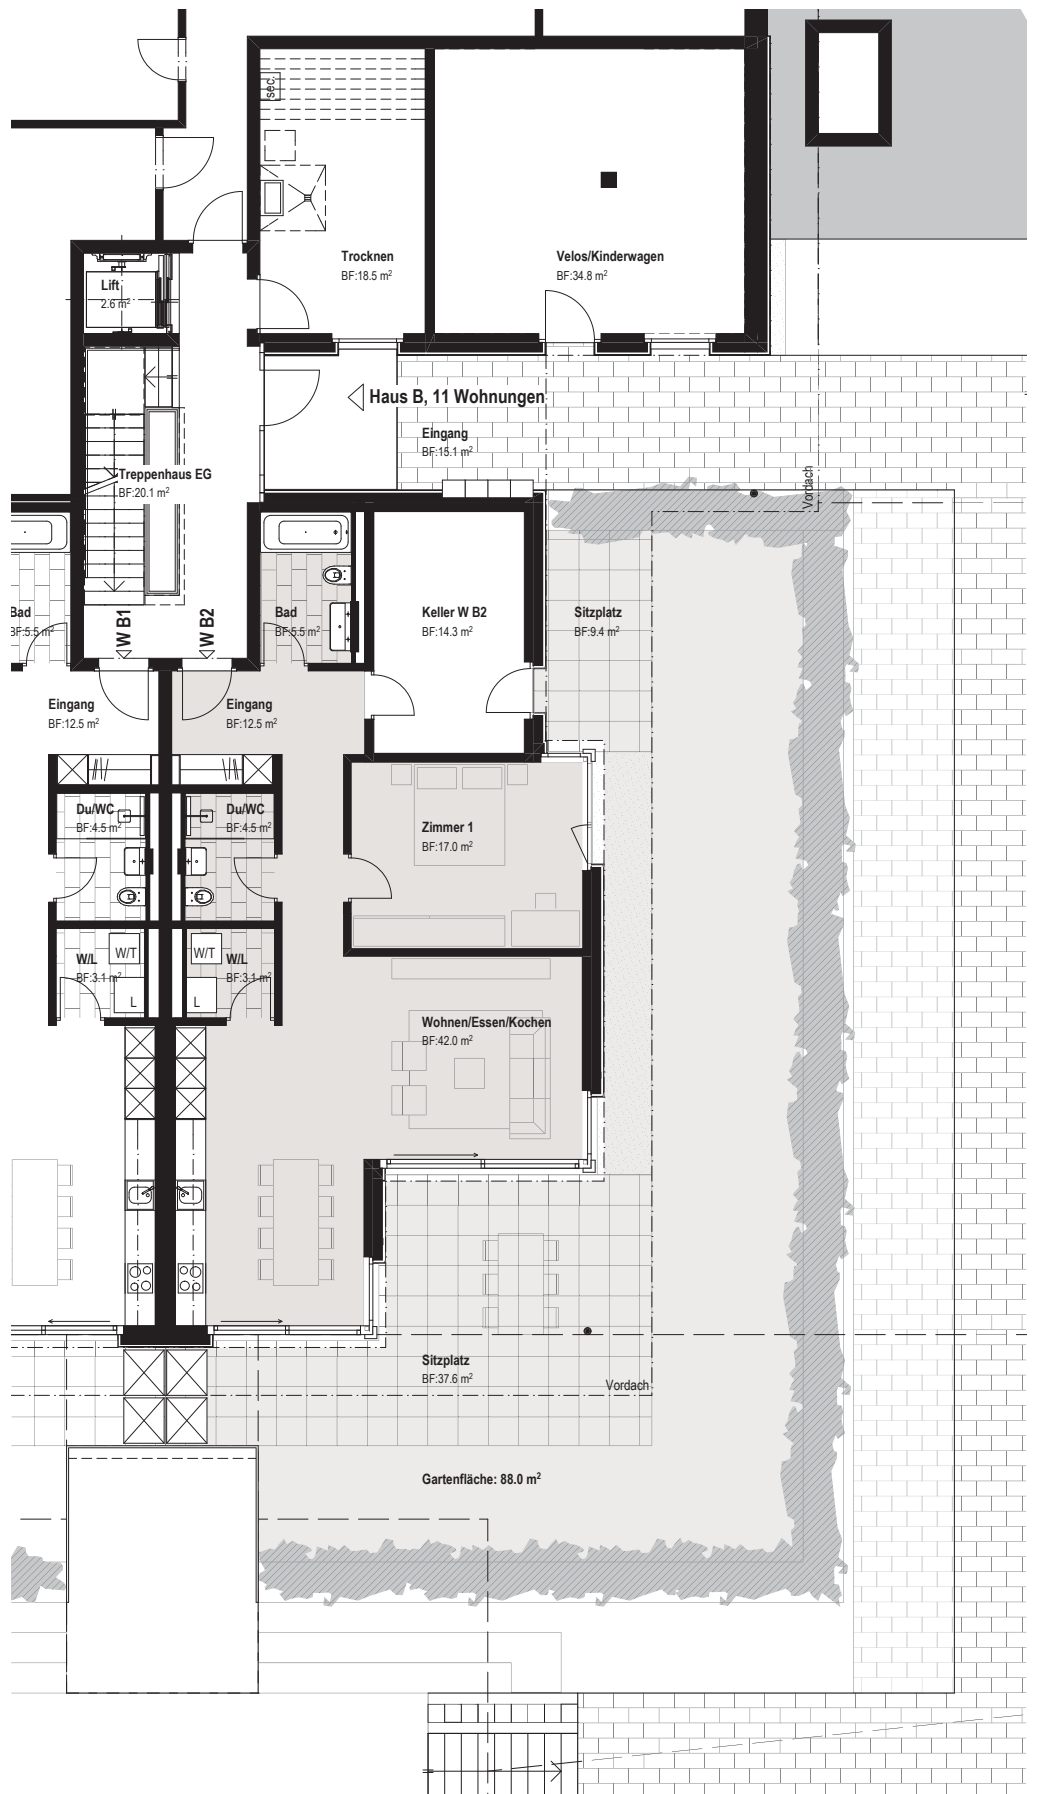 sec.
Trocknen
BF:18.5 m²
Velos/Kinderwagen
BF:34.8 m²
Lift
2.6 m²
Haus B, 11 Wohnungen
Eingang
BF:15.1 m²
Treppenhaus EG
BF:20.1 m²
Vordach
Bad
BF:5.5 m²
W B1
W B2
Bad
BF:5.5 m²
Keller W B2
BF:14.3 m²
Sitzplatz
BF:9.4 m²
Eingang
BF:12.5 m²
Eingang
BF:12.5 m²
Du/WC
BF:4.5 m²
Du/WC
BF:4.5 m²
Zimmer 1
BF:17.0 m²
W/L
BF:3.1 m²
W/T
L
W/T
L
W/L
BF:3.1 m²
Wohnen/Essen/Kochen
BF:42.0 m²
Sitzplatz
BF:37.6 m²
Vordach
Gartenfläche: 88.0 m²